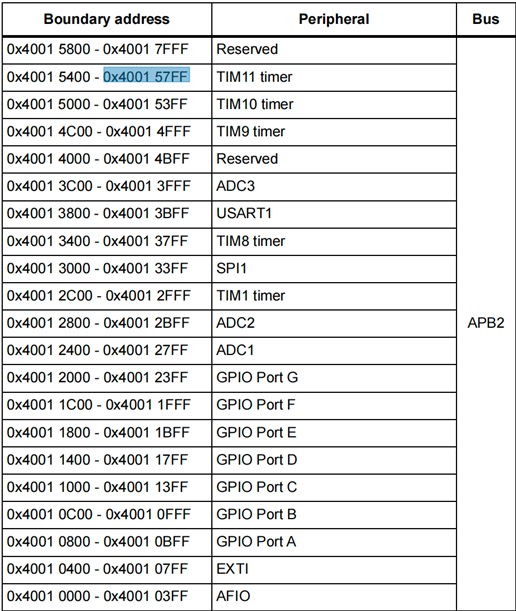 Boundary address Peripheral Bus
0x4001 5800 - 0x4001 7FFF Reserved
0x4001 5400 - 0x4001 57FF TIM11 timer
0x4001 5000 - 0x4001 53FF TIM10 timer
0x4001 4C00 - 0x4001 4FFF TIM9 timer
0x4001 4000 - 0x4001 4BFF Reserved
0x4001 3C00 - 0x4001 3FFF ADC3
0x4001 3800 - 0x4001 3BFF USART1
0x4001 3400 - 0x4001 37FF TIM8 timer
0x4001 3000 - 0x4001 33FF SPI1
0x4001 2C00 - 0x4001 2FFF TIM1 timer
0x4001 2800 - 0x4001 2BFF ADC2 APB2
0x4001 2400 - 0x4001 27FF ADC1
0x4001 2000 - 0x4001 23FF GPIO Port G
0x4001 1C00 - 0x4001 1FFF GPIO Port F
0x4001 1800 - 0x4001 1BFF GPIO Port E
0x4001 1400 - 0x4001 17FF GPIO Port D
0x4001 1000 - 0x4001 13FF GPIO Port C
0x4001 0C00 - 0x4001 0FFF GPIO Port B
0x4001 0800 - 0x4001 0BFF GPIO Port A
0x4001 0400 - 0x4001 07FF EXTI
0x4001 0000 - 0x4001 03FF AFIO